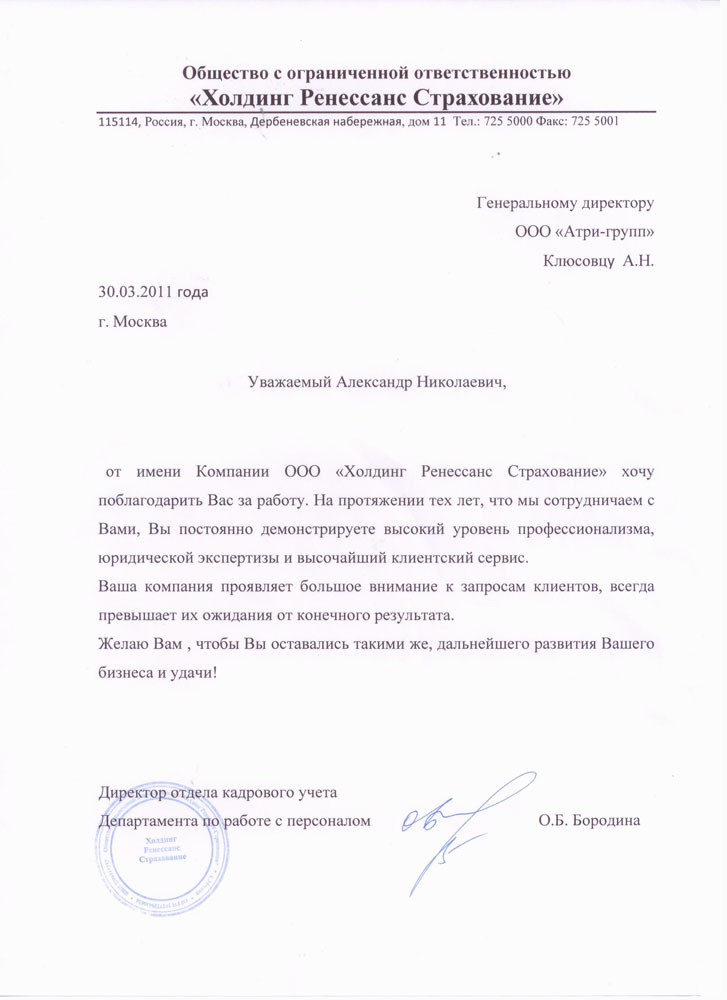 Общество с ограниченной ответственностью
«Холдинг Ренессанс Страхование»
115114, Россия, г. Москва, Дербеневская набережная, дом 11 Тел.: 725 5000 Факс: 725 5001
Генеральному директору
ООО «Атри-групп»
Клюсовцу А.Н.
30.03.2011 года
г. Москва
Уважаемый Александр Николаевич,
от имени Компании ООО «Холдинг Ренессанс Страхование» хочу
поблагодарить Вас за работу. На протяжении тех лет, что мы сотрудничаем с
Вами, Вы постоянно демонстрируете высокий уровень профессионализма,
юридической экспертизы и высочайший клиентский сервис.
Ваша компания проявляет большое внимание к запросам клиентов, всегда
превышает их ожидания от конечного результата.
Желаю Вам , чтобы Вы оставались такими же, дальнейшего развития Вашего
бизнеса и удачи!
Директор отдела кадрового учета
Департамента по работе с персоналом
О.Б. Бородина
Холдинг
Ренессанс
Страхование